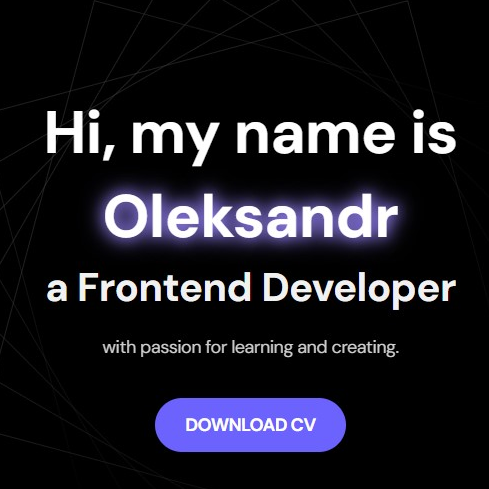 Hi, my name is
Oleksandr
a Frontend Developer
with passion for learning and creating.
DOWNLOAD CV